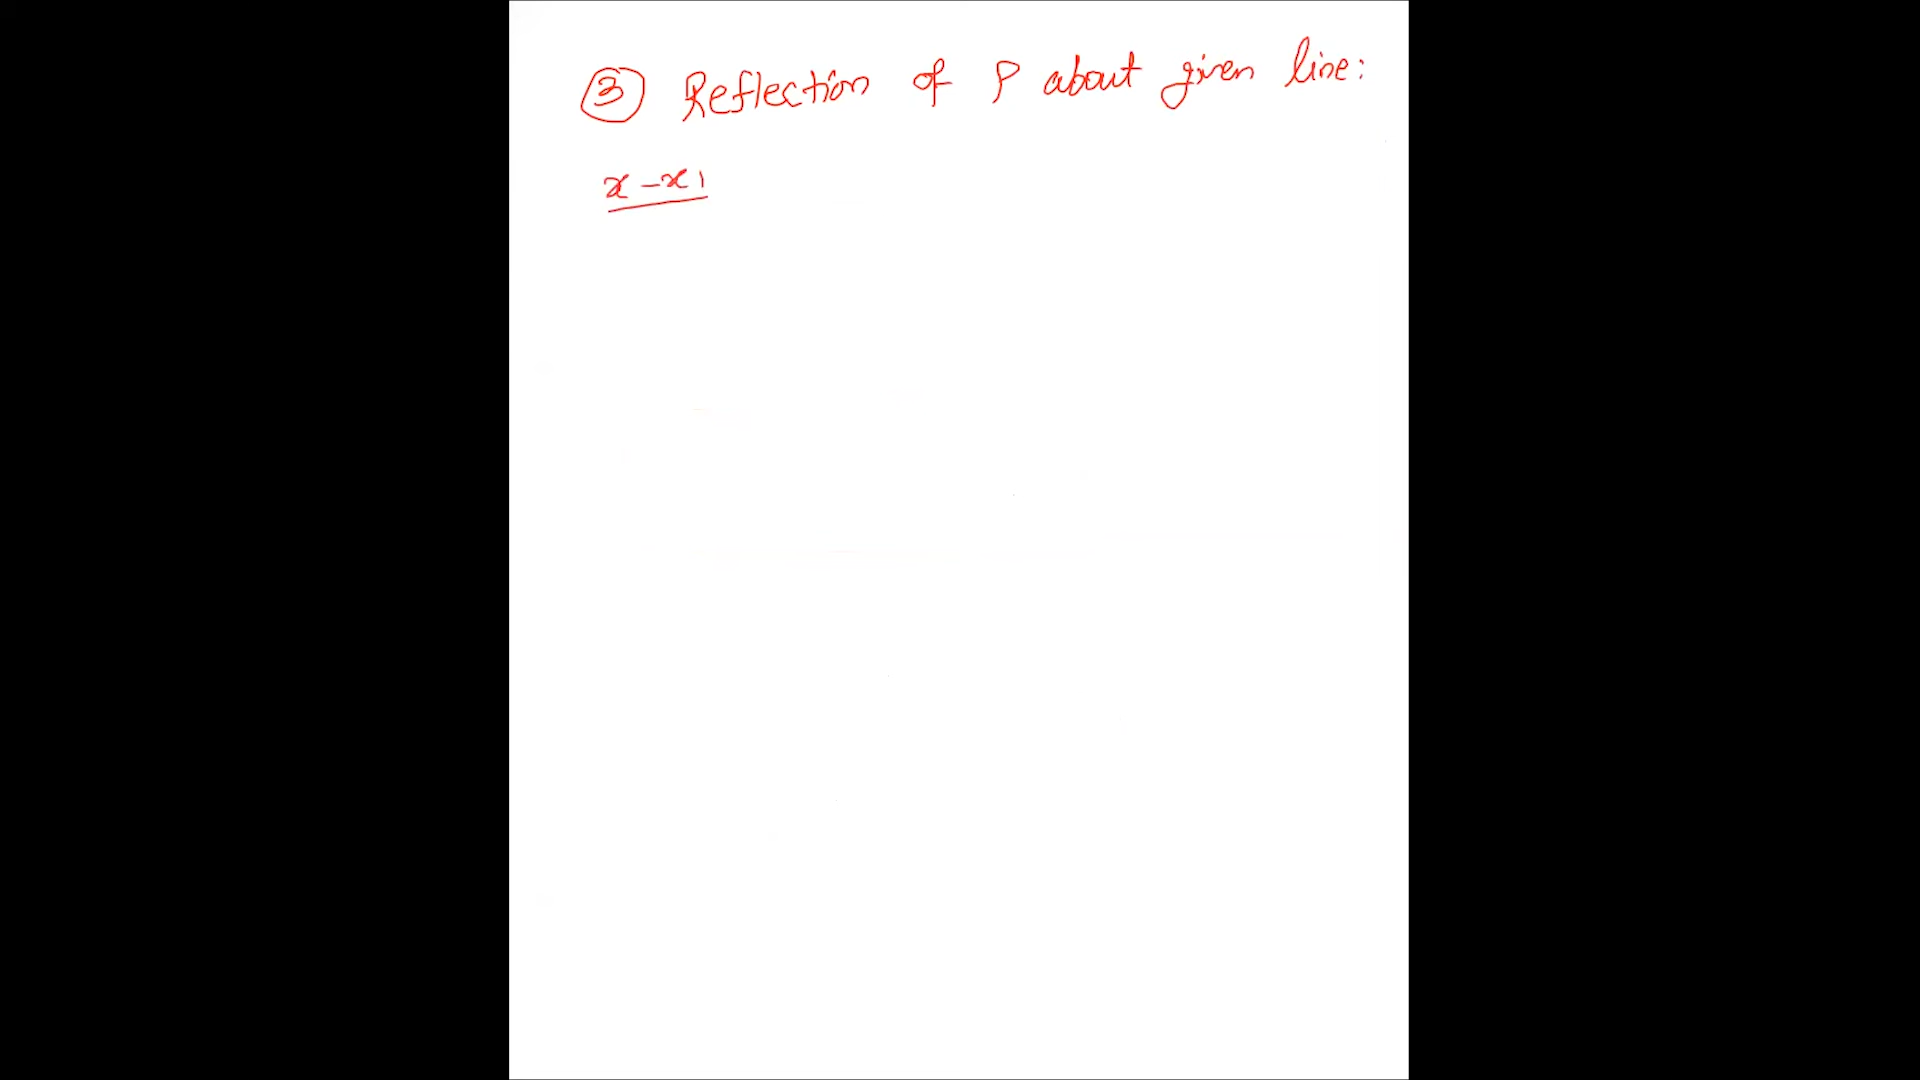 ③ Reflection of P about given line:
x - x1